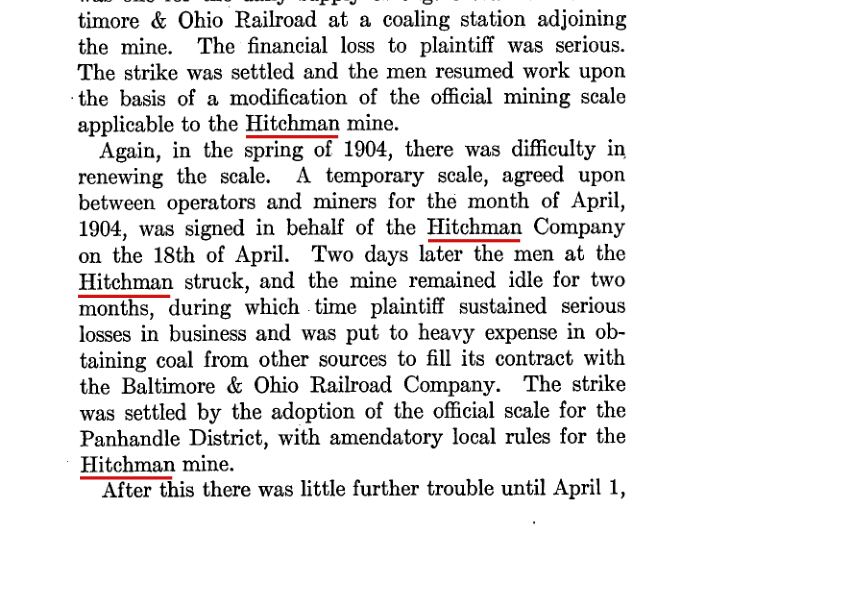 timore & Ohio Railroad at a coaling station adjoining
the mine. The financial loss to plaintiff was serious.
The strike was settled and the men resumed work upon
the basis of a modification of the official mining scale
applicable to the Hitchman mine.
Again, in the spring of 1904, there was difficulty in
renewing the scale. A temporary scale, agreed upon
between operators and miners for the month of April,
1904, was signed in behalf of the Hitchman Company
on the 18th of April. Two days later the men at the
Hitchman struck, and the mine remained idle for two
months, during which time plaintiff sustained serious
losses in business and was put to heavy expense in ob-
taining coal from other sources to fill its contract with
the Baltimore & Ohio Railroad Company. The strike
was settled by the adoption of the official scale for the
Panhandle District, with amendatory local rules for the
Hitchman mine.
After this there was little further trouble until April 1,